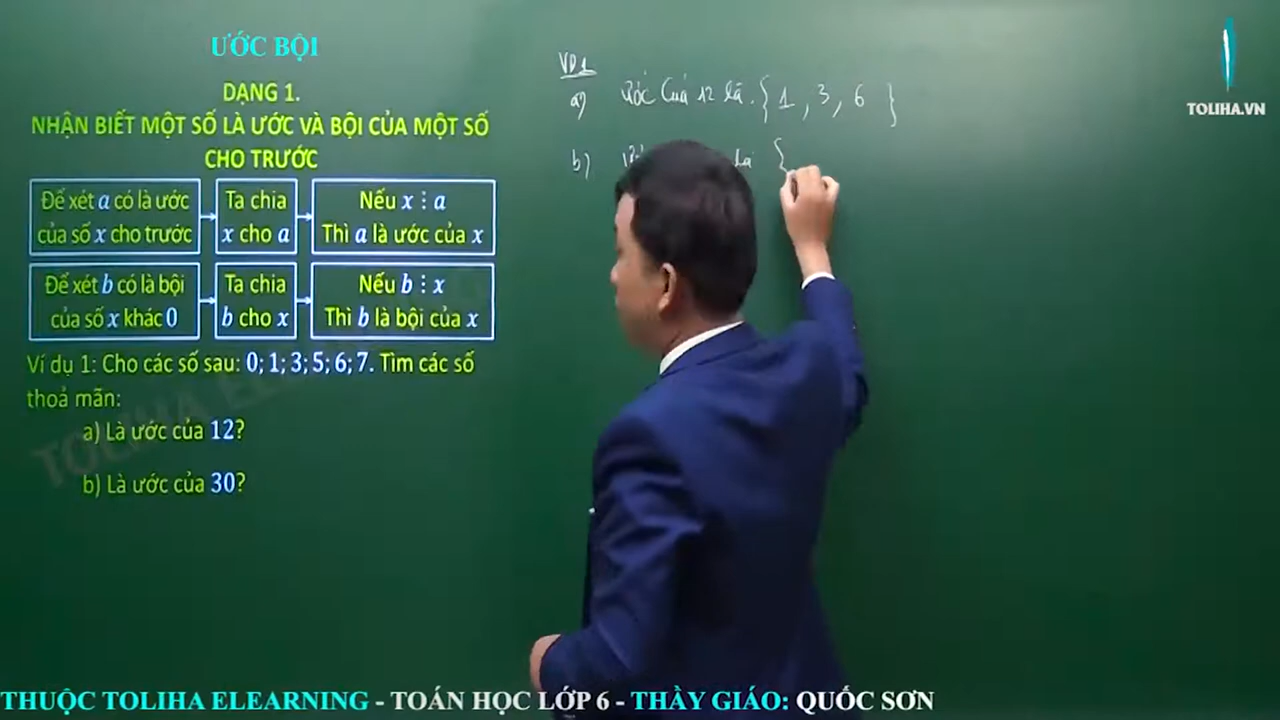 ƯỚC BỘI
DẠNG 1.
NHẬN BIẾT MỘT SỐ LÀ ƯỚC VÀ BỘI CỦA MỘT SỐ
CHO TRƯỚC
Để xét a có là ước
của số x cho trước
Ta chia
x cho a
Nếu x ⋮ a
Thì a là ước của x
Để xét b có là bội
của số x khác 0
Ta chia
b cho x
Nếu b ⋮ x
Thì b là bội của x
Ví dụ 1: Cho các số sau: 0; 1; 3; 5; 6; 7. Tìm các số
thoả mãn:
a) Là ước của 12?
b) Là ước của 30?
VD1
a) ước của 12 là. { 1 , 3 , 6 }
b) là {
TOLIHA.VN
THUỘC TOLIHA ELEARNING - TOÁN HỌC LỚP 6 - THẦY GIÁO: QUỐC SƠN